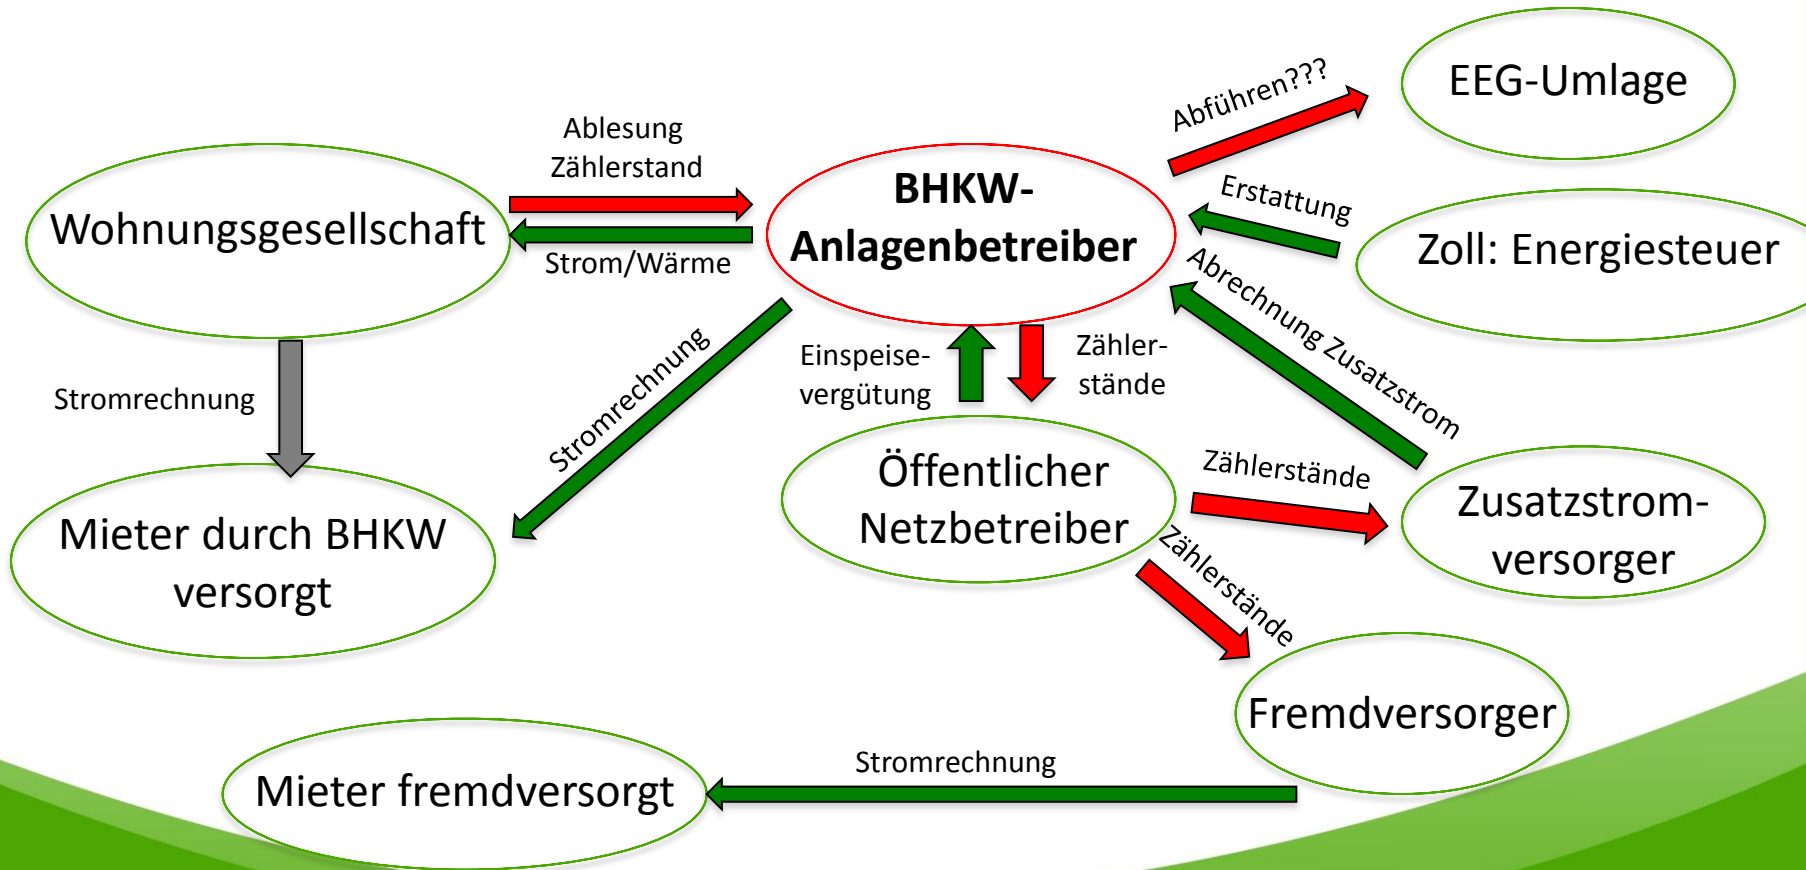 EEG-Umlage
Abführen???
Ablesung
Zählerstand
BHKW-
Anlagenbetreiber
Wohnungsgesellschaft
Erstattung
Zoll: Energiesteuer
Strom/Wärme
Abrechnung Zusatzstrom
Stromrechnung
Einspeise-
vergütung
Zähler-
stände
Stromrechnung
Öffentlicher
Netzbetreiber
Zählerstände
Zusatzstrom-
versorger
Mieter durch BHKW
versorgt
Zählerstände
Fremdversorger
Stromrechnung
Mieter fremdversorgt